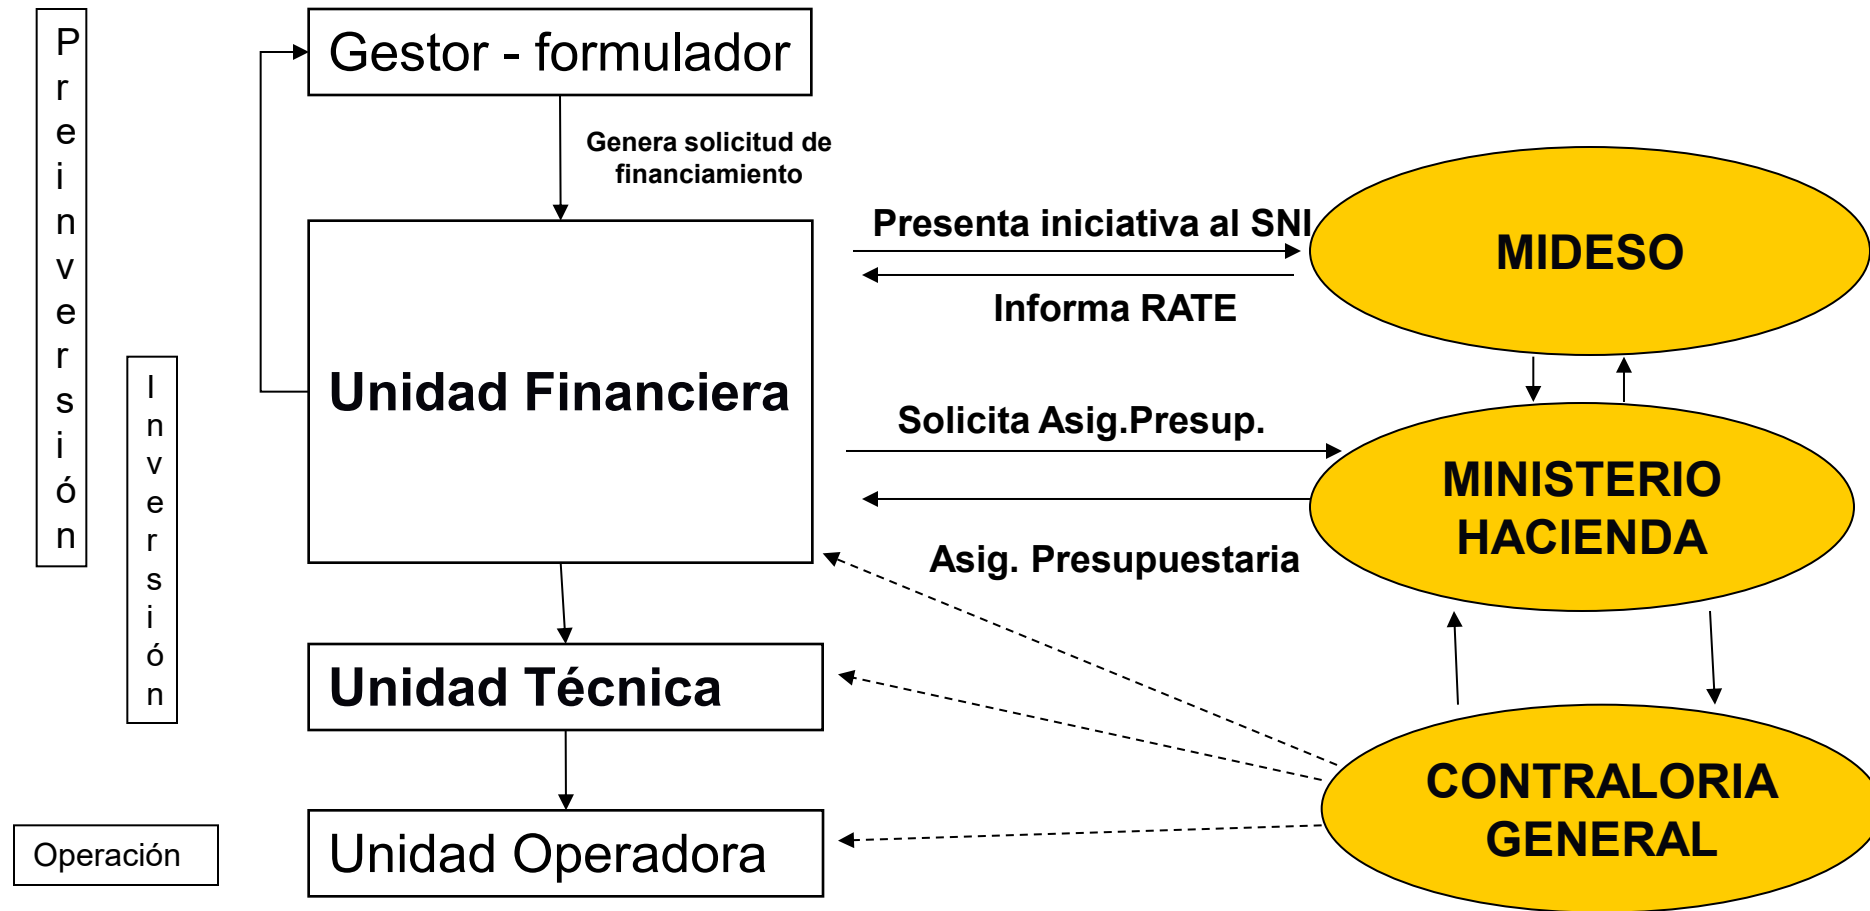 Preinversión
Gestor - formulador
Genera solicitud de
financiamiento
Presenta iniciativa al SNI
MIDESO
Informa RATE
Inversión
Unidad Financiera
Solicita Asig.Presup.
MINISTERIO
HACIENDA
Asig. Presupuestaria
Unidad Técnica
CONTRALORIA
GENERAL
Operación
Unidad Operadora